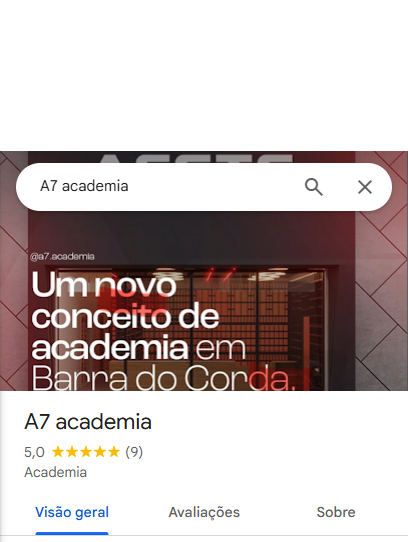 A7 academia
@a7.academia
Um novo
conceito de
academia em
Barra do Corda.
A7 academia
5,0 (9)
Academia
Visão geral Avaliações Sobre